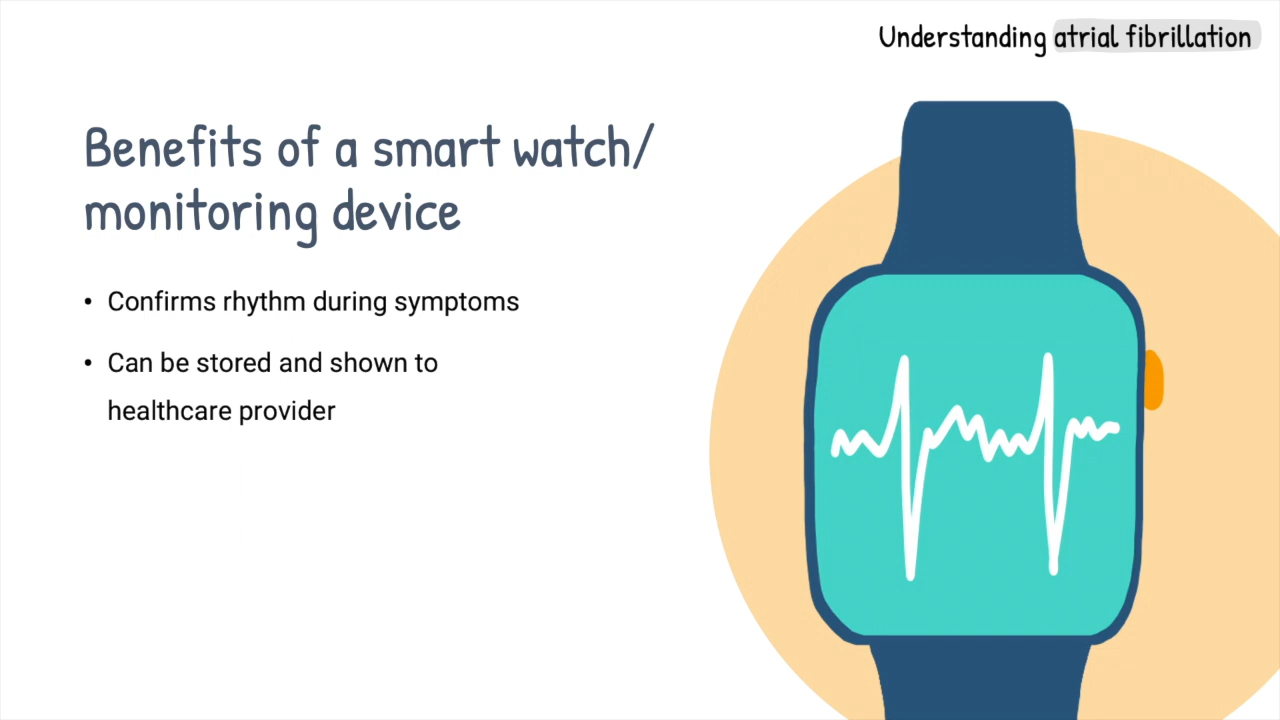 Understanding atrial fibrillation
Benefits of a smart watch/
monitoring device
• Confirms rhythm during symptoms
• Can be stored and shown to
healthcare provider